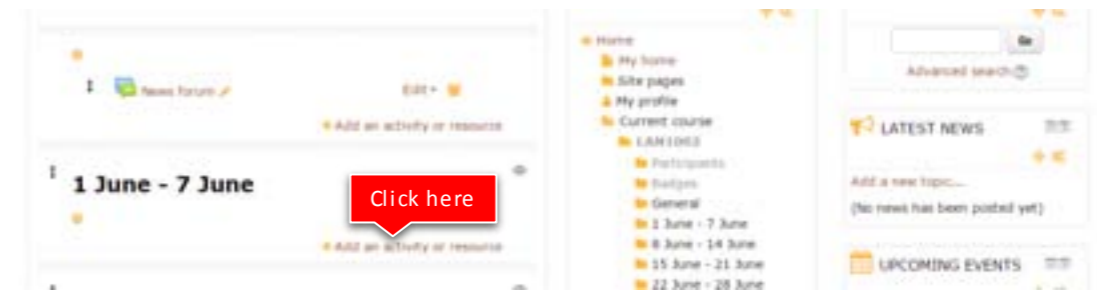 News forum
Edit
Add an activity or resource
1 June - 7 June
Click here
Add an activity or resource
Home
My home
Site pages
My profile
Current course
LAN1003
Participants
Badges
General
1 June - 7 June
8 June - 14 June
15 June - 21 June
22 June - 28 June
Go
Advanced search
LATEST NEWS
Add a new topic...
(No news has been posted yet)
UPCOMING EVENTS